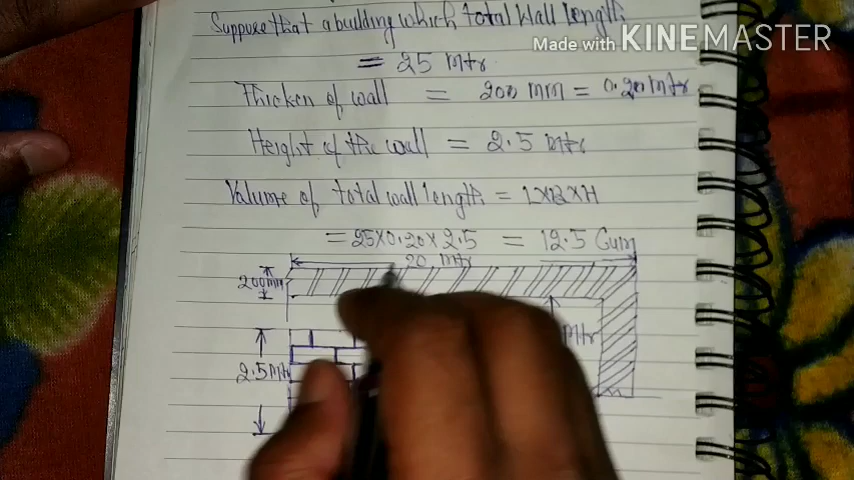 Suppose that a building which total wall length
= 25 Mtr
Made with KINEMASTER
Thicken of wall = 200 mm = 0.20 mtr
Height of the wall = 2.5 mtr
Valume of total wall length = L×B×H
= 25×0.20×2.5 = 12.5 Cum
20 mtr
200mm
Mtr
2.5Mtr